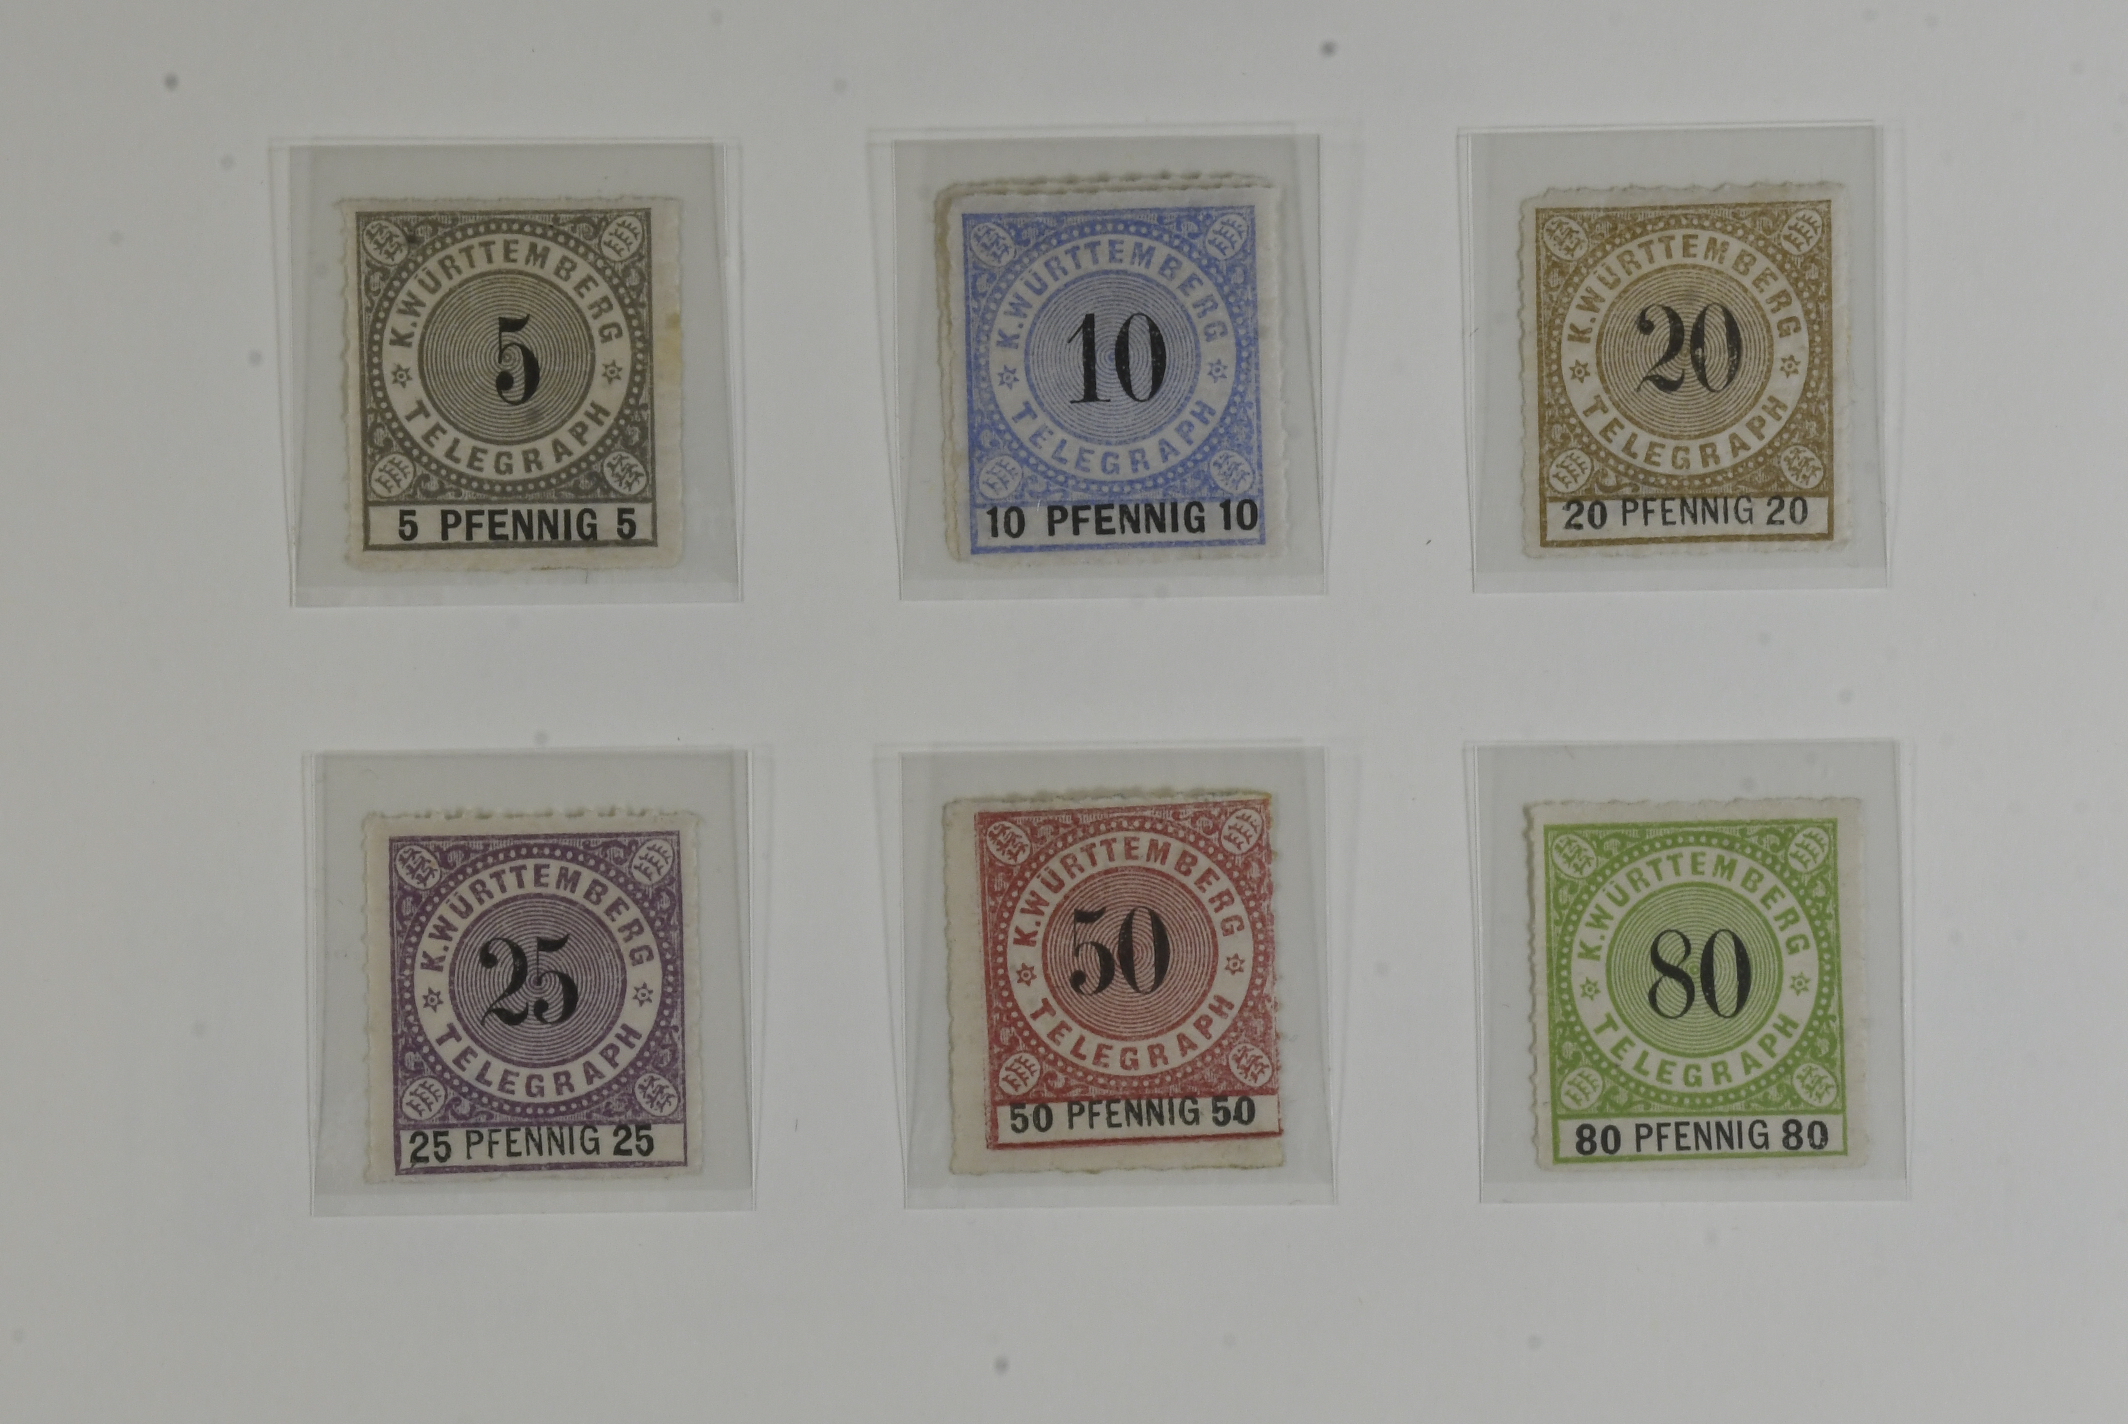 K. WÜRTTEMBERG
5
TELEGRAPH
5 PFENNIG 5
K. WÜRTTEMBERG
10
TELEGRAPH
10 PFENNIG 10
K. WÜRTTEMBERG
20
TELEGRAPH
20 PFENNIG 20
K. WÜRTTEMBERG
25
TELEGRAPH
25 PFENNIG 25
K. WÜRTTEMBERG
50
TELEGRAPH
50 PFENNIG 50
K. WÜRTTEMBERG
80
TELEGRAPH
80 PFENNIG 80